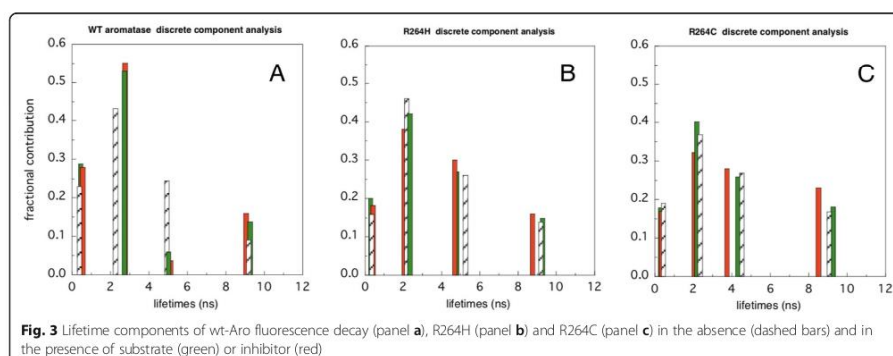 WT aromatase discrete component analysis
A
0.6
0.5
0.4
0.3
0.2
0.1
0.0
fractional contribution
0 2 4 6 8 10 12
lifetimes (ns)
R264H discrete component analysis
B
0.6
0.5
0.4
0.3
0.2
0.1
0.0
0 2 4 6 8 10 12
lifetimes (ns)
R264C discrete component analysis
C
0.6
0.5
0.4
0.3
0.2
0.1
0.0
0 2 4 6 8 10 12
lifetimes (ns)
Fig. 3 Lifetime components of wt-Aro fluorescence decay (panel a), R264H (panel b) and R264C (panel c) in the absence (dashed bars) and in
the presence of substrate (green) or inhibitor (red)